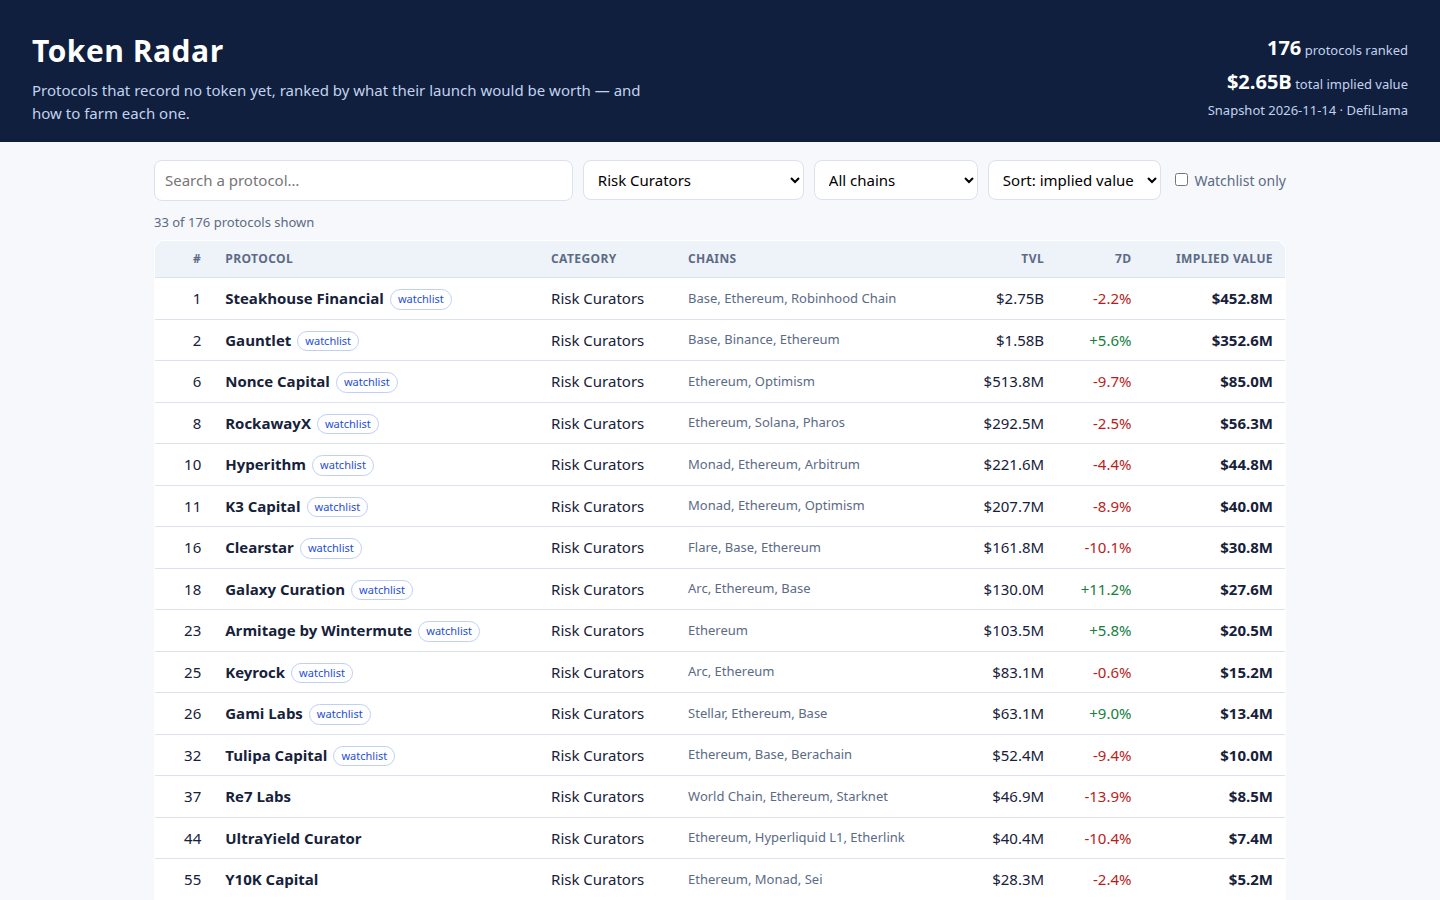 Token Radar
Protocols that record no token yet, ranked by what their launch would be worth — and
how to farm each one.
176 protocols ranked
$2.65B total implied value
Snapshot 2026-11-14 · DefiLlama
Search a protocol...
Risk Curators
All chains
Sort: implied value
Watchlist only
33 of 176 protocols shown
# PROTOCOL CATEGORY CHAINS TVL 7D IMPLIED VALUE
1 Steakhouse Financial watchlist Risk Curators Base, Ethereum, Robinhood Chain $2.75B -2.2% $452.8M
2 Gauntlet watchlist Risk Curators Base, Binance, Ethereum $1.58B +5.6% $352.6M
6 Nonce Capital watchlist Risk Curators Ethereum, Optimism $513.8M -9.7% $85.0M
8 RockawayX watchlist Risk Curators Ethereum, Solana, Pharos $292.5M -2.5% $56.3M
10 Hyperithm watchlist Risk Curators Monad, Ethereum, Arbitrum $221.6M -4.4% $44.8M
11 K3 Capital watchlist Risk Curators Monad, Ethereum, Optimism $207.7M -8.9% $40.0M
16 Clearstar watchlist Risk Curators Flare, Base, Ethereum $161.8M -10.1% $30.8M
18 Galaxy Curation watchlist Risk Curators Arc, Ethereum, Base $130.0M +11.2% $27.6M
23 Armitage by Wintermute watchlist Risk Curators Ethereum $103.5M +5.8% $20.5M
25 Keyrock watchlist Risk Curators Arc, Ethereum $83.1M -0.6% $15.2M
26 Gami Labs watchlist Risk Curators Stellar, Ethereum, Base $63.1M +9.0% $13.4M
32 Tulipa Capital watchlist Risk Curators Ethereum, Base, Berachain $52.4M -9.4% $10.0M
37 Re7 Labs Risk Curators World Chain, Ethereum, Starknet $46.9M -13.9% $8.5M
44 UltraYield Curator Risk Curators Ethereum, Hyperliquid L1, Etherlink $40.4M -10.4% $7.4M
55 Y10K Capital Risk Curators Ethereum, Monad, Sei $28.3M -2.4% $5.2M